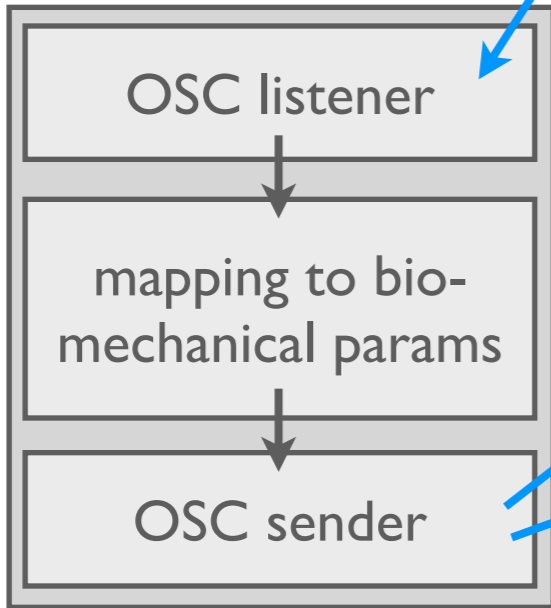 OSC listener
mapping to bio-
mechanical params
OSC sender